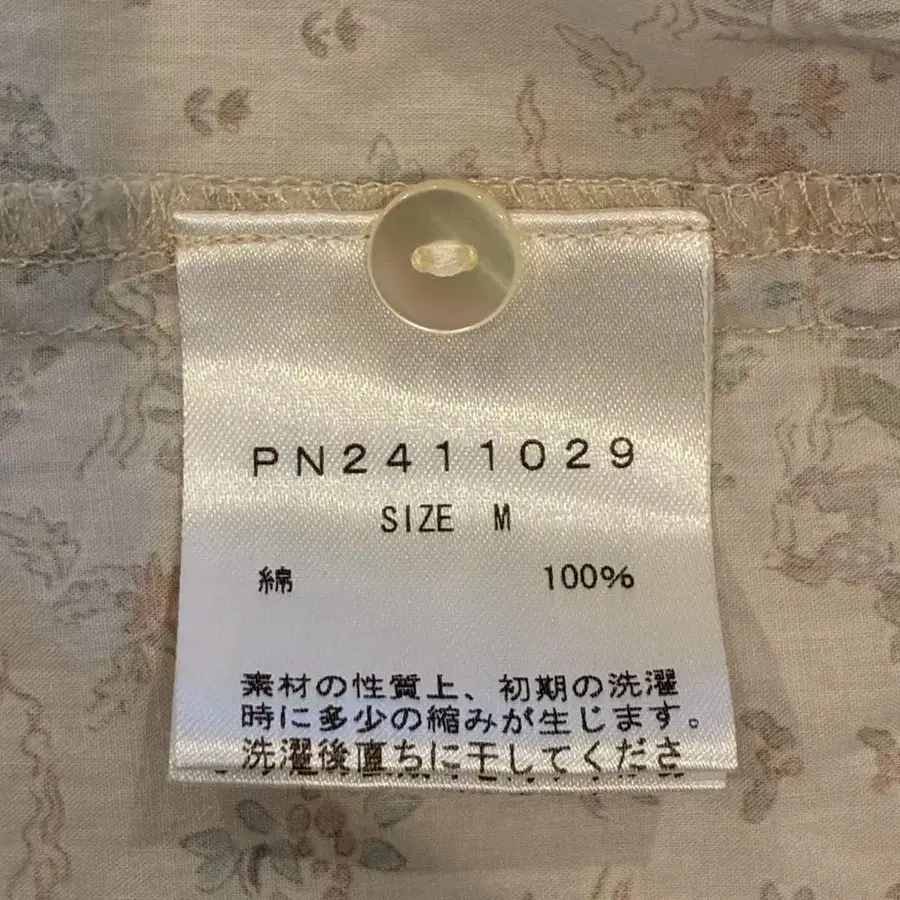 PN2411029
SIZE M
綿 100%
素材の性質上、初期の洗濯
時に多少の縮みが生じます。
洗濯後直ちに干してくださ